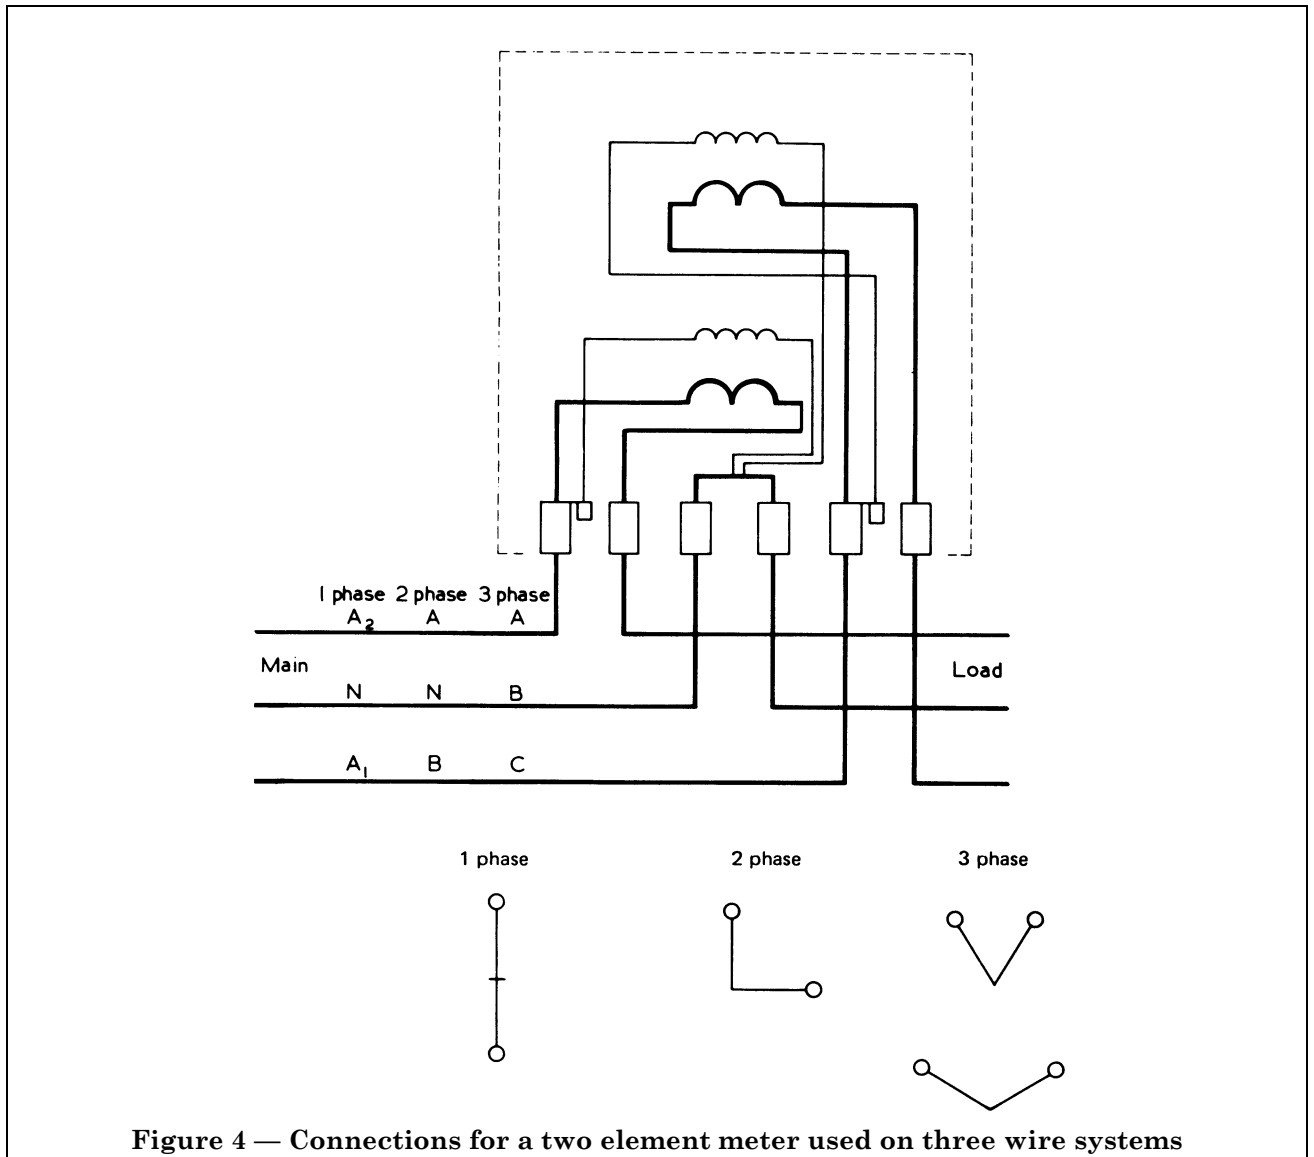 1 phase 2 phase 3 phase
A₂ A A
Main
Load
N N B
A₁ B C
1 phase 2 phase 3 phase
Figure 4 — Connections for a two element meter used on three wire systems